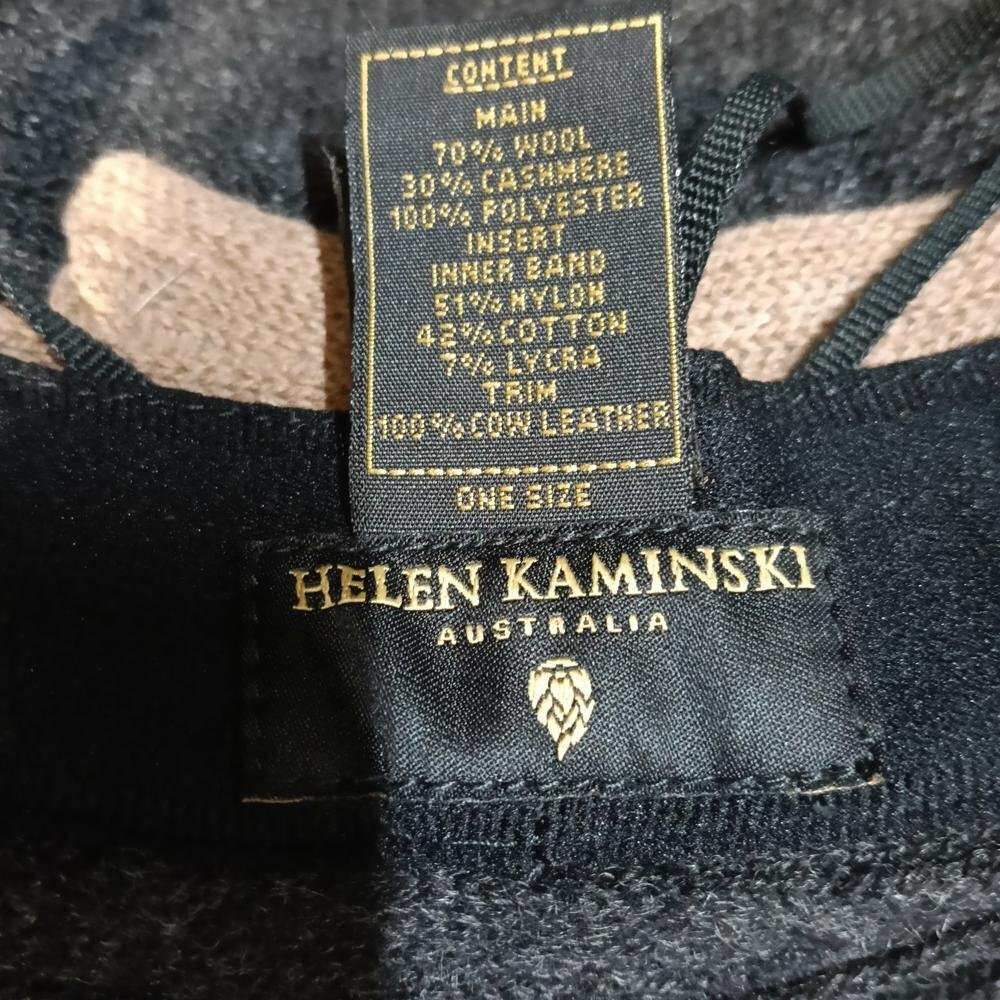 CONTENT
MAIN
70% WOOL
30% CASHMERE
100% POLYESTER
INSERT
INNER BAND
51% NYLON
42% COTTON
7% LYCRA
TRIM
100% COW LEATHER
ONE SIZE
HELEN KAMINSKI
AUSTRALIA